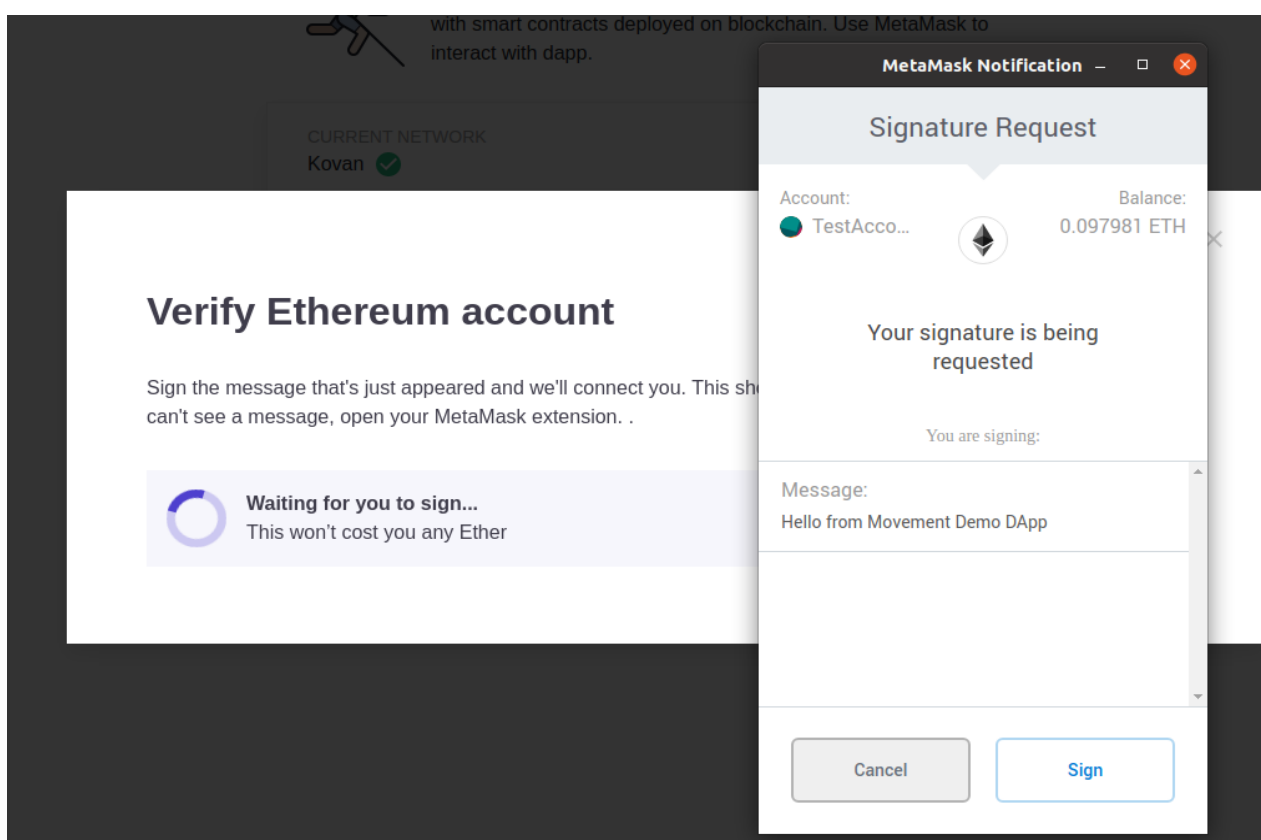 with smart contracts deployed on blockchain. Use MetaMask to
interact with dapp.
CURRENT NETWORK
Kovan
Verify Ethereum account
Sign the message that's just appeared and we'll connect you. This
can't see a message, open your MetaMask extension. .
Waiting for you to sign...
This won’t cost you any Ether
MetaMask Notification
Signature Request
Account:
Balance:
TestAcco...
0.097981 ETH
Your signature is being
requested
You are signing:
Message:
Hello from Movement Demo DApp
Cancel
Sign